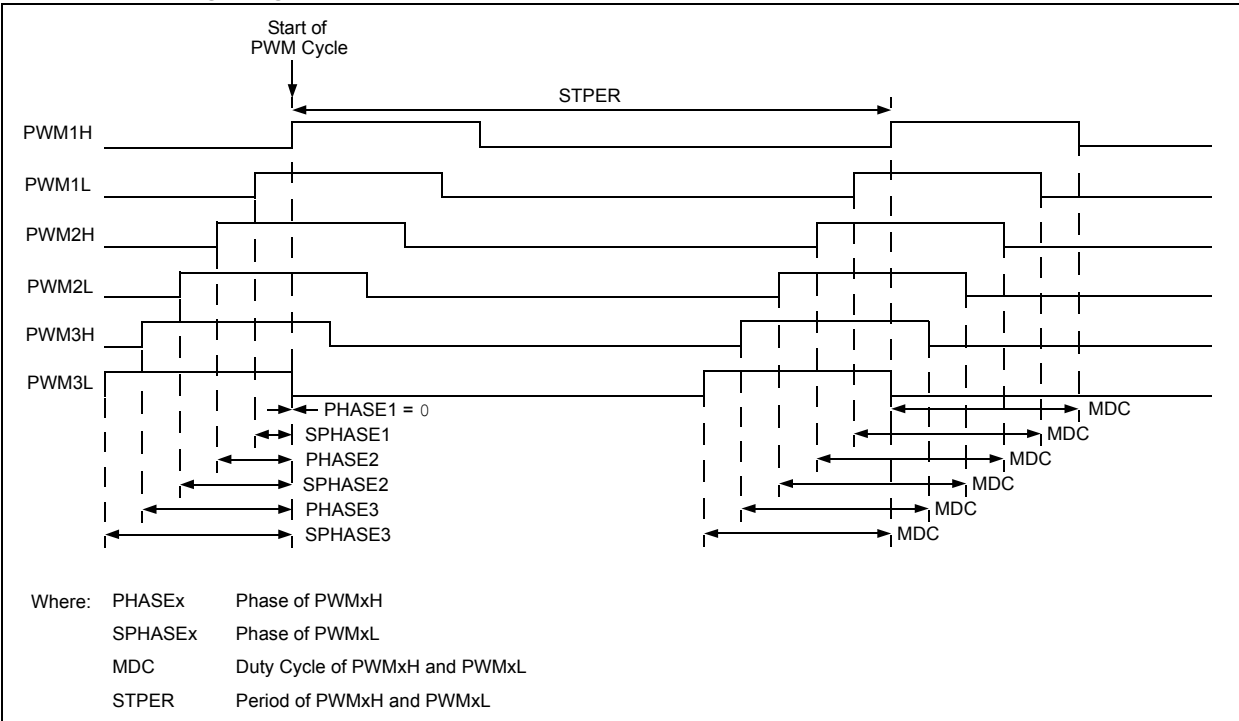 Start of
PWM Cycle
STPER
PWM1H
PWM1L
PWM2H
PWM2L
PWM3H
PWM3L
PHASE1 = 0
MDC
SPHASE1
MDC
PHASE2
MDC
SPHASE2
MDC
PHASE3
MDC
SPHASE3
MDC
Where: PHASEx Phase of PWMxH
SPHASEx Phase of PWMxL
MDC Duty Cycle of PWMxH and PWMxL
STPER Period of PWMxH and PWMxL